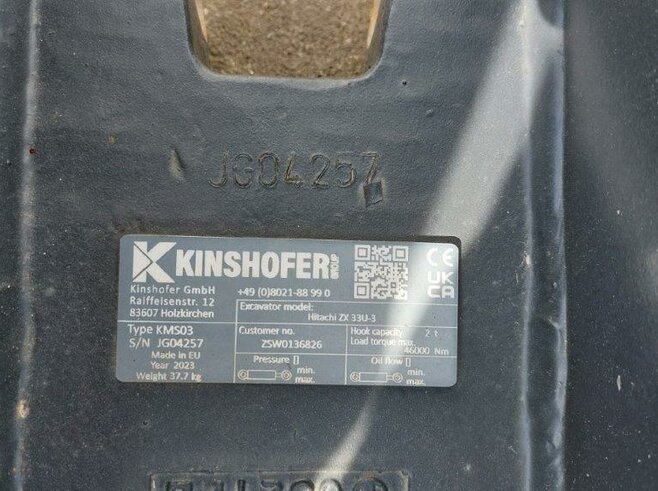 JG04257
KINSHOFER GROUP
Kinshofer GmbH
Raiffeisenstr. 12
83607 Holzkirchen
+49 (0)8021-88 99 0
Excavator model:
Hitachi ZX 33U-3
CE
UK
CA
Type KMS03
S/N JG04257
Made in EU
Year 2023
Weight 37.7 kg
Customer no.
ZSW0136826
Hook capacity 2 t
Load torque max.
46000 Nm
Pressure []
min.
max.
Oil flow []
min.
max.